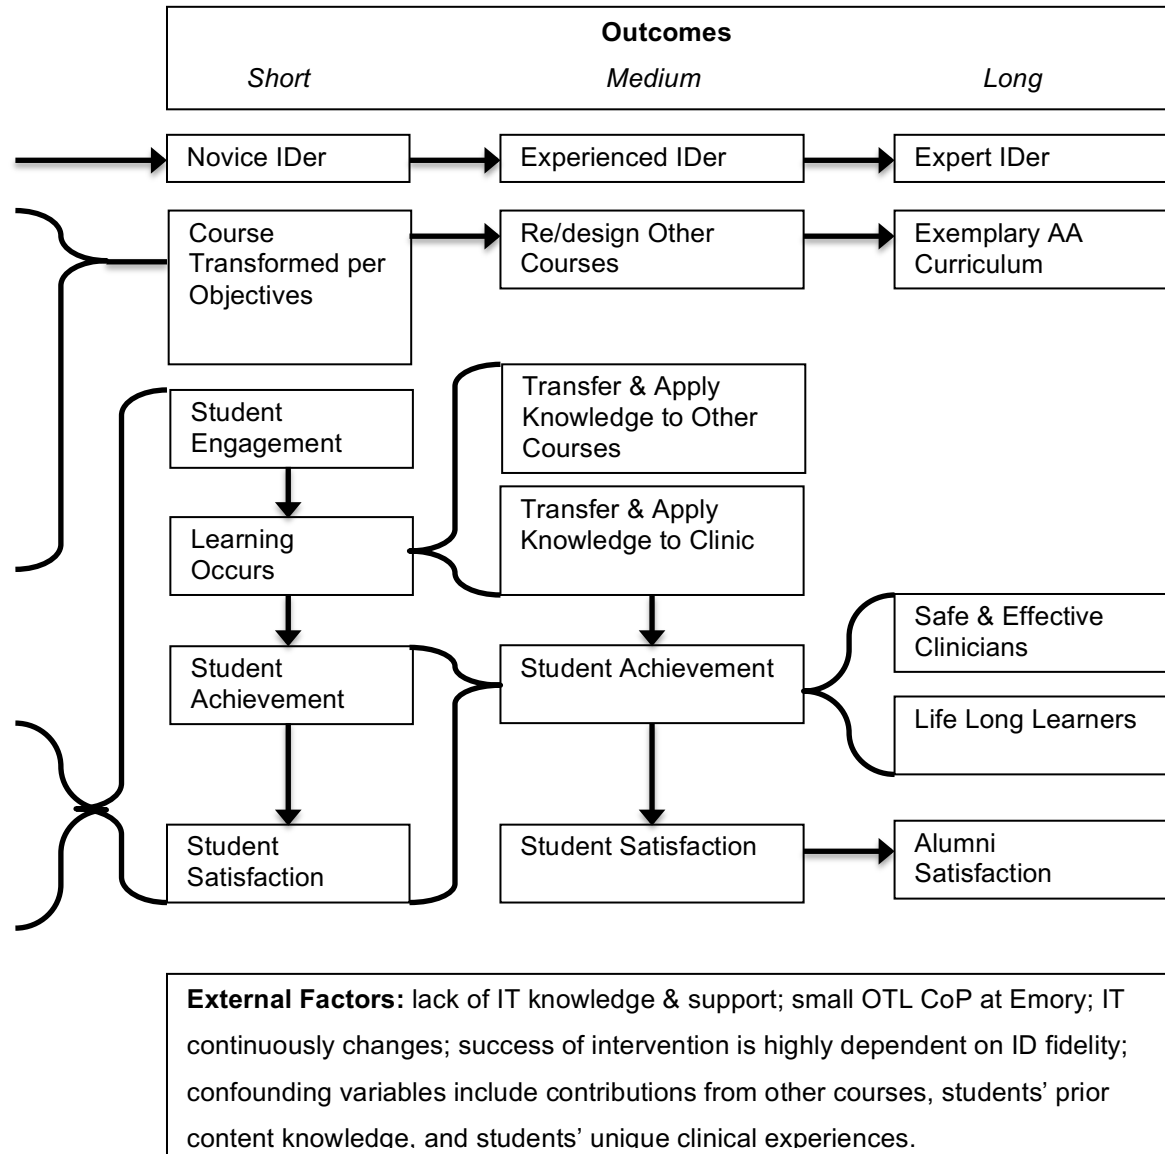 Outcomes
Short Medium Long
Novice IDer
Experienced IDer
Expert IDer
Course
Transformed per
Objectives
Re/design Other
Courses
Exemplary AA
Curriculum
Student
Engagement
Transfer & Apply
Knowledge to Other
Courses
Learning
Occurs
Transfer & Apply
Knowledge to Clinic
Student
Achievement
Student Achievement
Safe & Effective
Clinicians
Life Long Learners
Student
Satisfaction
Student Satisfaction
Alumni
Satisfaction
External Factors: lack of IT knowledge & support; small OTL CoP at Emory; IT
continuously changes; success of intervention is highly dependent on ID fidelity;
confounding variables include contributions from other courses, students’ prior
content knowledge, and students’ unique clinical experiences.